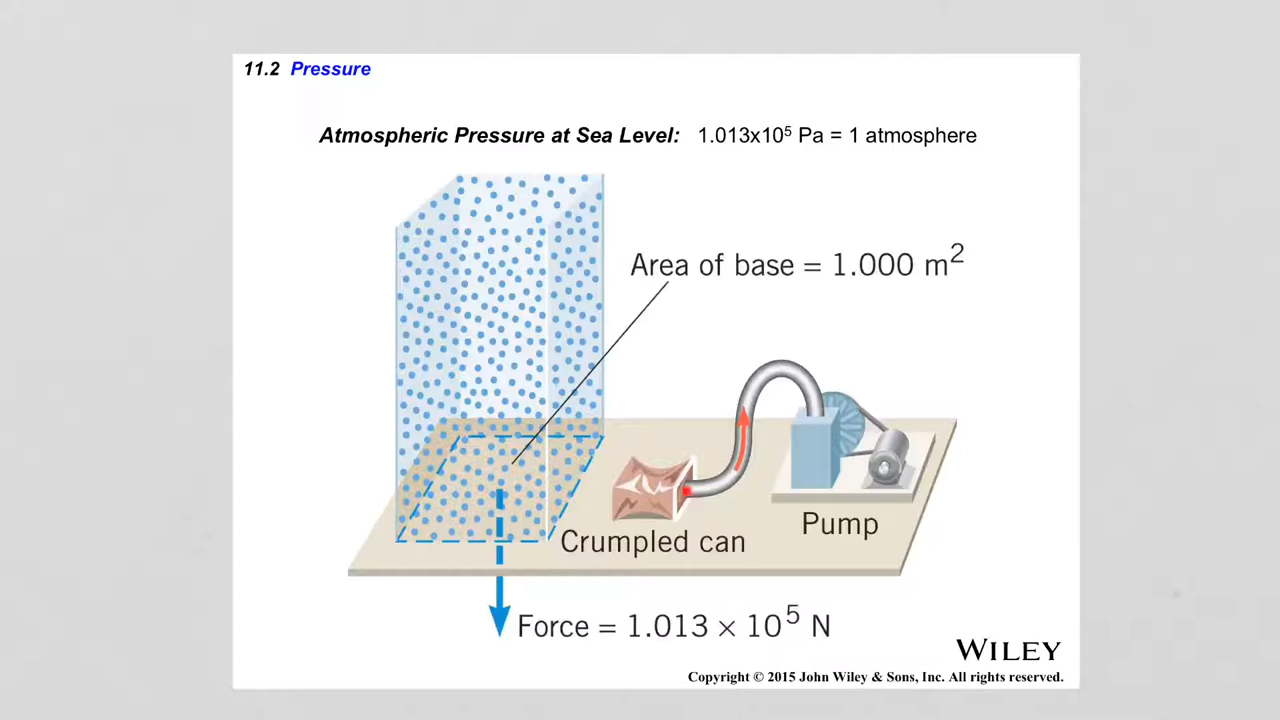 11.2 Pressure
Atmospheric Pressure at Sea Level: 1.013x10⁵ Pa = 1 atmosphere
Area of base = 1.000 m²
Pump
Crumpled can
Force = 1.013 × 10⁵ N
WILEY
Copyright © 2015 John Wiley & Sons, Inc. All rights reserved.